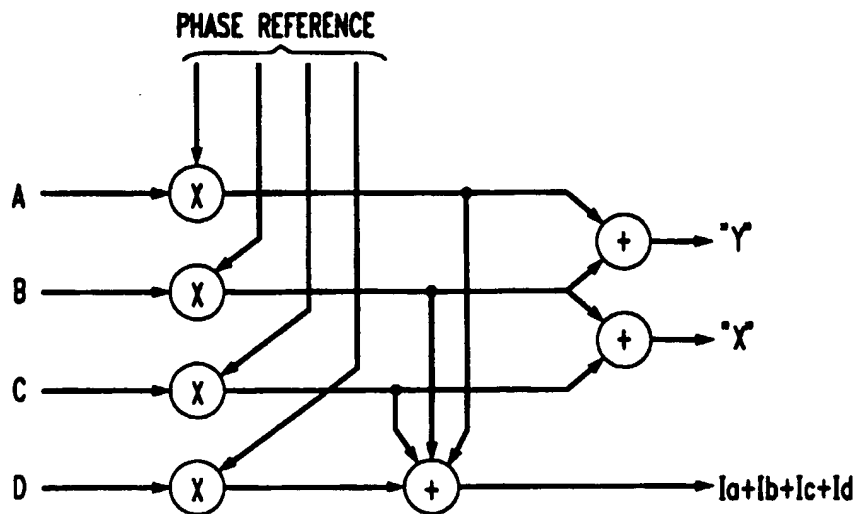 PHASE REFERENCE
A X
+ "Y"
B X
+ "X"
C X
D X + Ia+Ib+Ic+Id